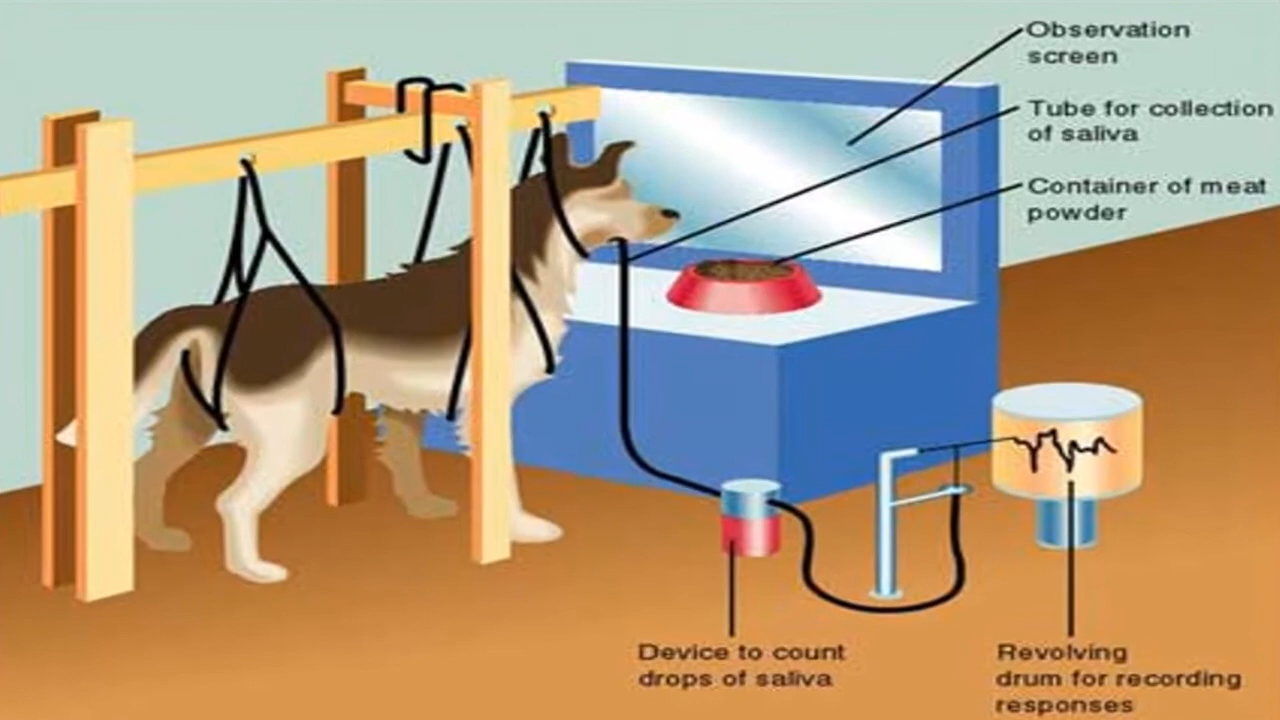 Observation
screen
Tube for collection
of saliva
Container of meat
powder
Device to count
drops of saliva
Revolving
drum for recording
responses